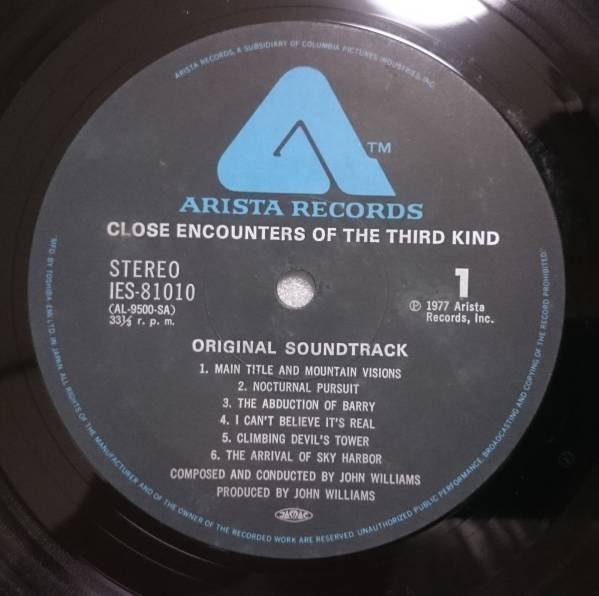 ARISTA RECORDS, A SUBSIDIARY OF COLUMBIA PICTURES INDUSTRIES, INC.
TM
ARISTA RECORDS
CLOSE ENCOUNTERS OF THE THIRD KIND
STEREO
IES-81010
(AL-9500-SA)
33⅓ r. p. m.
1
Ⓟ 1977 Arista
Records, Inc.
ORIGINAL SOUNDTRACK
1. MAIN TITLE AND MOUNTAIN VISIONS
2. NOCTURNAL PURSUIT
3. THE ABDUCTION OF BARRY
4. I CAN'T BELIEVE IT'S REAL
5. CLIMBING DEVIL'S TOWER
6. THE ARRIVAL OF SKY HARBOR
COMPOSED AND CONDUCTED BY JOHN WILLIAMS
PRODUCED BY JOHN WILLIAMS
JASRAC
MFD BY TOSHIBA EMI LTD IN JAPAN. ALL RIGHTS OF THE MANUFACTURER AND OF THE OWNER OF THE RECORDED WORK ARE RESERVED. UNAUTHORIZED PUBLIC PERFORMANCE, BROADCASTING AND COPYING OF THE RECORD PROHIBITED.